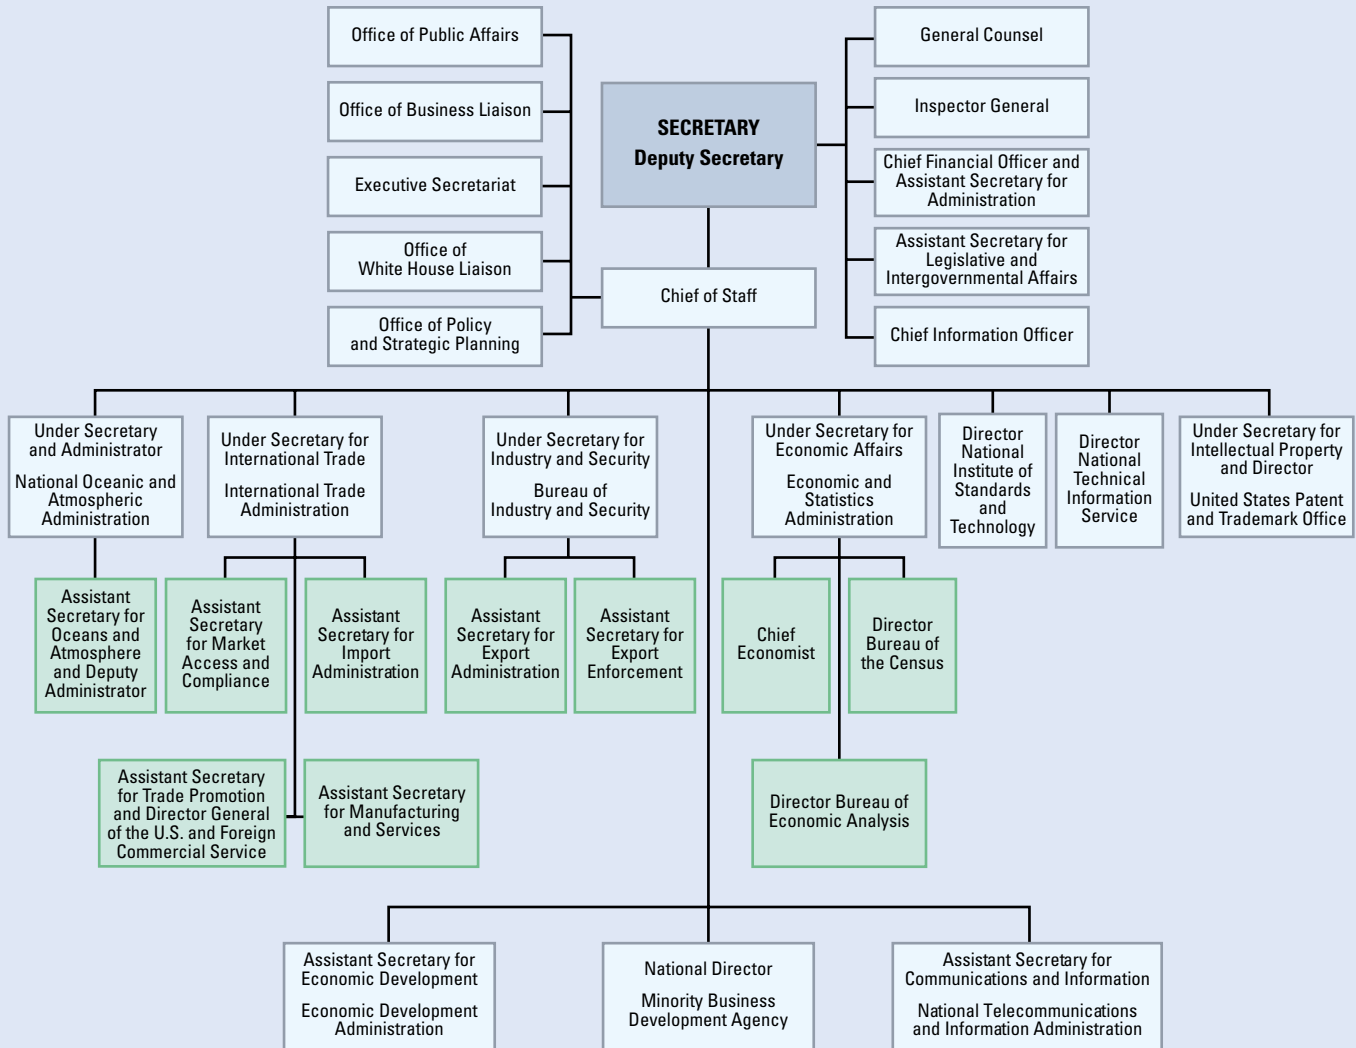 Office of Public Affairs
Office of Business Liaison
Executive Secretariat
Office of
White House Liaison
Office of Policy
and Strategic Planning
SECRETARY
Deputy Secretary
Chief of Staff
General Counsel
Inspector General
Chief Financial Officer and
Assistant Secretary for
Administration
Assistant Secretary for
Legislative and
Intergovernmental Affairs
Chief Information Officer
Under Secretary
and Administrator
National Oceanic and
Atmospheric
Administration
Under Secretary for
International Trade
International Trade
Administration
Under Secretary for
Industry and Security
Bureau of
Industry and Security
Under Secretary for
Economic Affairs
Economic and
Statistics
Administration
Director
National
Institute of
Standards
and
Technology
Director
National
Technical
Information
Service
Under Secretary for
Intellectual Property
and Director
United States Patent
and Trademark Office
Assistant
Secretary for
Oceans and
Atmosphere
and Deputy
Administrator
Assistant
Secretary
for Market
Access and
Compliance
Assistant
Secretary for
Import
Administration
Assistant
Secretary for
Export
Administration
Assistant
Secretary for
Export
Enforcement
Chief
Economist
Director
Bureau of
the Census
Assistant Secretary
for Trade Promotion
and Director General
of the U.S. and Foreign
Commercial Service
Assistant Secretary
for Manufacturing
and Services
Director Bureau of
Economic Analysis
Assistant Secretary for
Economic Development
Economic Development
Administration
National Director
Minority Business
Development Agency
Assistant Secretary for
Communications and Information
National Telecommunications
and Information Administration